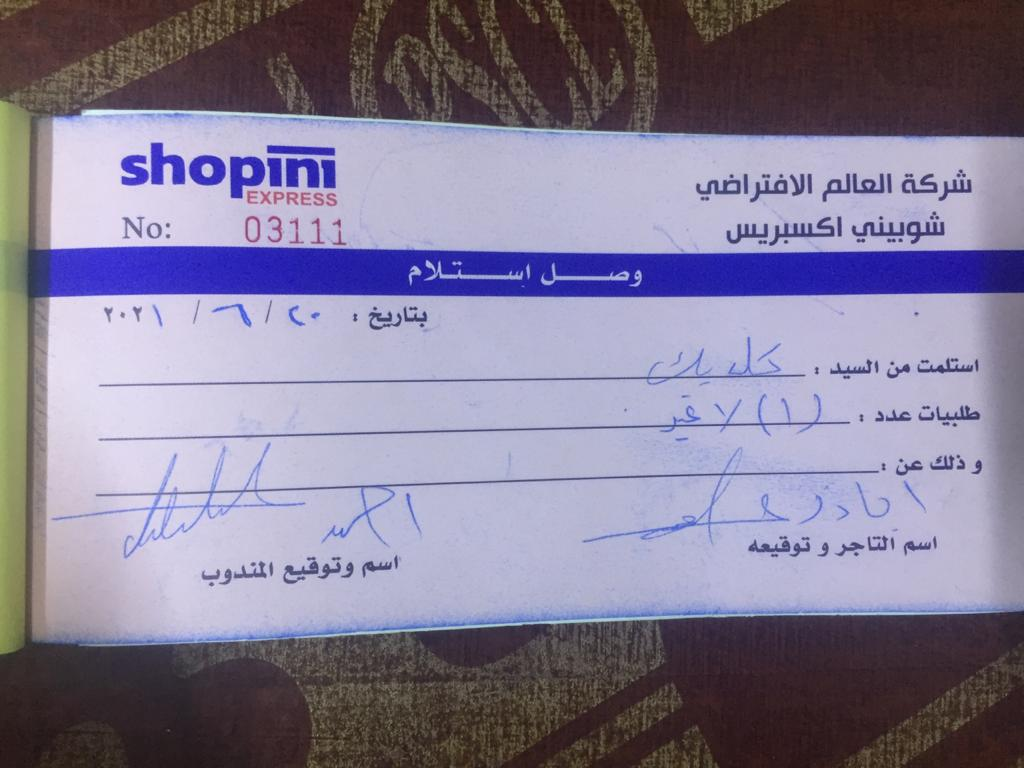 shopini
EXPRESS
شركة العالم الافتراضي
شوبيني اكسبريس
No: 03111
وصل إستلام
بتاريخ : ٢٠ / ٦ / ٢٠٢١
استلمت من السيد :
طلبيات عدد : (١) لا غير
و ذلك عن :
اسم التاجر و توقيعه
احمد
اسم وتوقيع المندوب